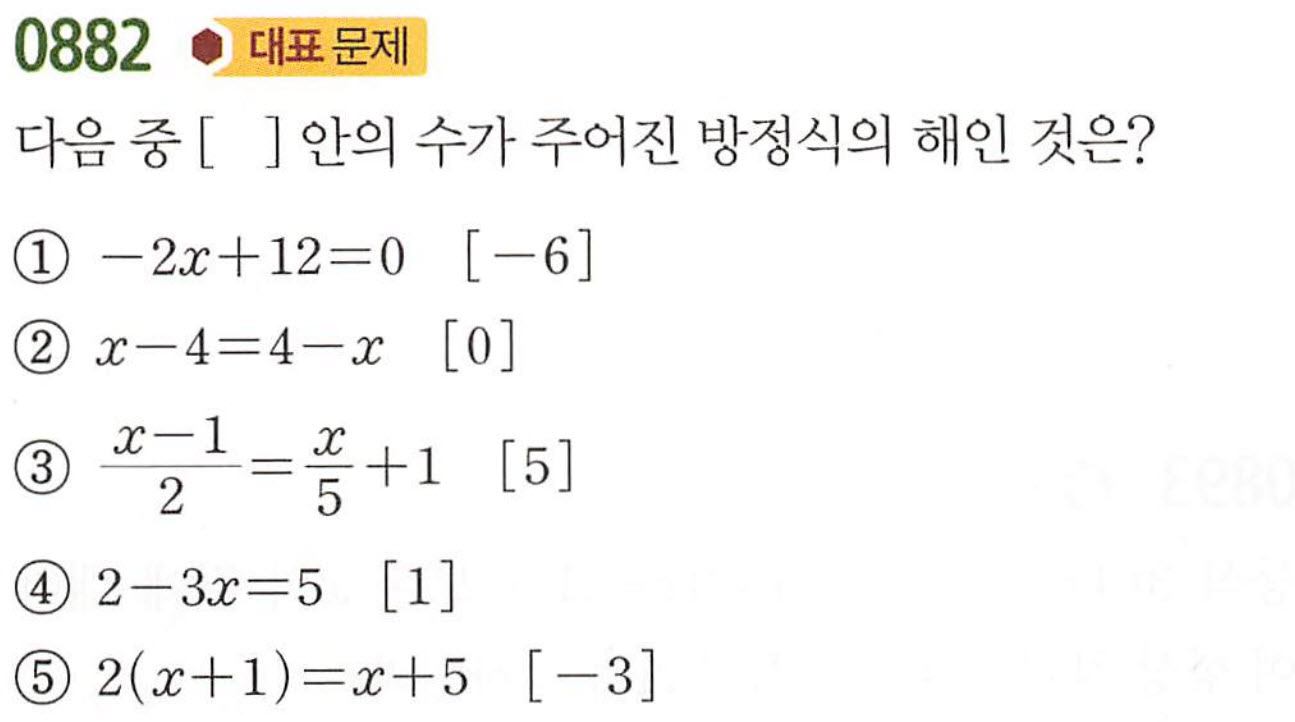 0882 대표 문제
다음 중 [ ] 안의 수가 주어진 방정식의 해인 것은?
① −2x+12=0 [−6]
② x−4=4−x [0]
③ \frac{x−1}{2}=\frac{x}{5}+1 [5]
④ 2−3x=5 [1]
⑤ 2(x+1)=x+5 [−3]